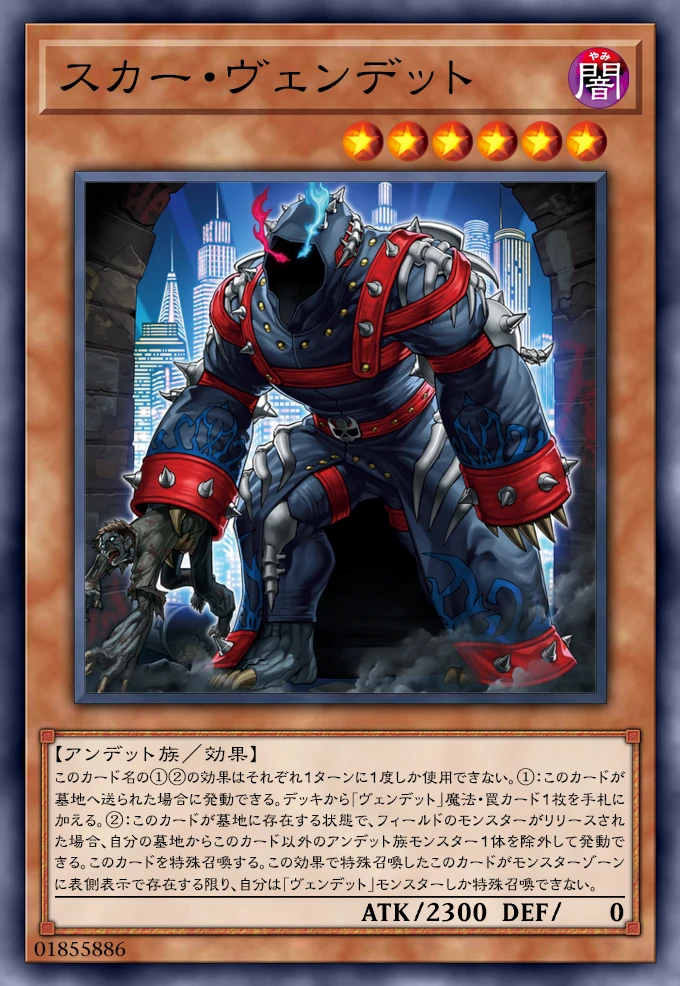 スカー・ヴェンデット
やみ
闇
【アンデット族／効果】
このカード名の①②の効果はそれぞれ1ターンに1度しか使用できない。①：このカードが
墓地へ送られた場合に発動できる。デッキから「ヴェンデット」魔法・罠カード1枚を手札に
加える。②：このカードが墓地に存在する状態で、フィールドのモンスターがリリースされ
た場合、自分の墓地からこのカード以外のアンデット族モンスター1体を除外して発動で
きる。このカードを特殊召喚する。この効果で特殊召喚したこのカードがモンスターゾーン
に表側表示で存在する限り、自分は「ヴェンデット」モンスターしか特殊召喚できない。
ATK/2300 DEF/ 0
01855886